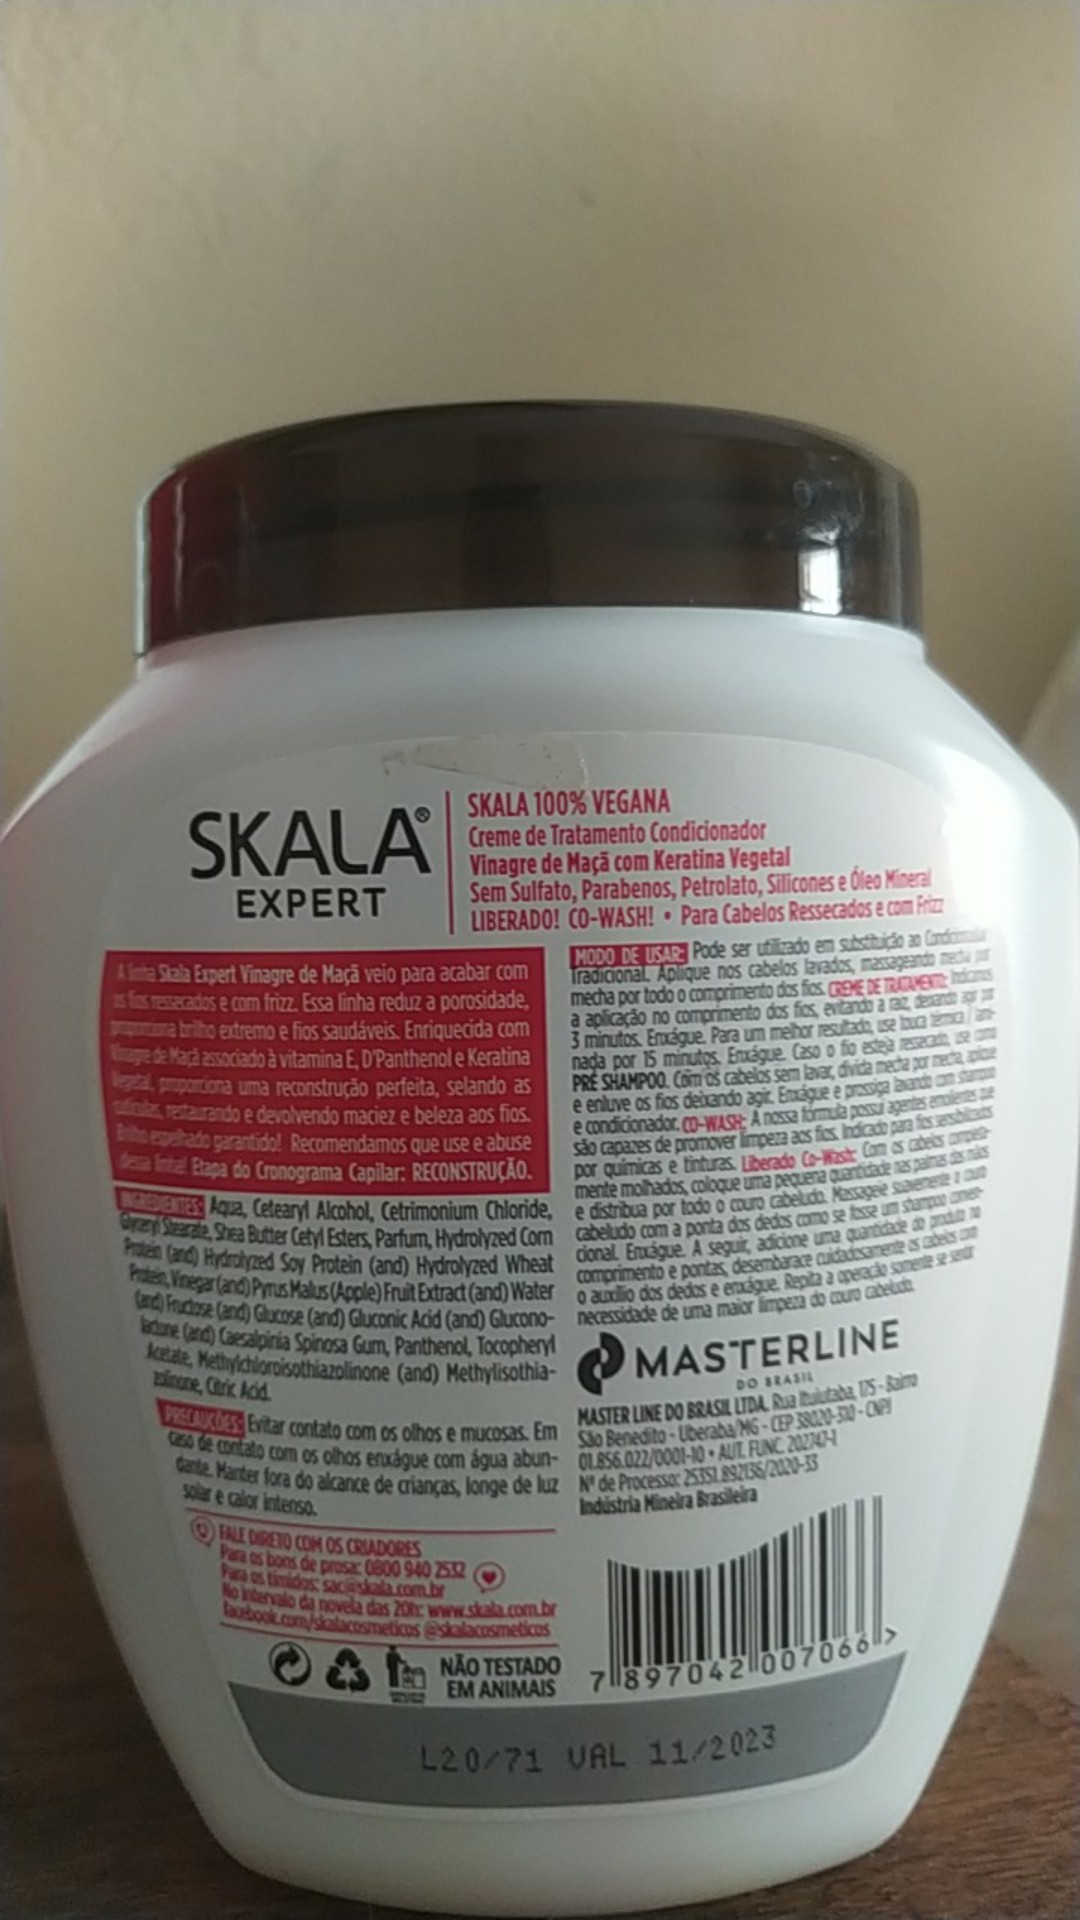 SKALA®
EXPERT
SKALA 100% VEGANA
Creme de Tratamento Condicionador
Vinagre de Maçã com Keratina Vegetal
Sem Sulfato, Parabenos, Petrolato, Silicones e Óleo Mineral
LIBERADO! CO-WASH! • Para Cabelos Ressecados e com Frizz
A linha Skala Expert Vinagre de Maçã veio para acabar com
os fios ressecados e com frizz. Essa linha reduz a porosidade,
proporciona brilho extremo e fios saudáveis. Enriquecida com
Vinagre de Maçã associado à vitamina E, D'Panthenol e Keratina
Vegetal, proporciona uma reconstrução perfeita, selando as
cutículas, restaurando e devolvendo maciez e beleza aos fios.
Brilho espelhado garantido! Recomendamos que use e abuse
dessa linha! Etapa do Cronograma Capilar: RECONSTRUÇÃO.
INGREDIENTES: Aqua, Cetearyl Alcohol, Cetrimonium Chloride,
Glyceryl Stearate, Shea Butter Cetyl Esters, Parfum, Hydrolyzed Corn
Protein (and) Hydrolyzed Soy Protein (and) Hydrolyzed Wheat
Protein, Vinegar (and) Pyrus Malus (Apple) Fruit Extract (and) Water
(and) Fructose (and) Glucose (and) Gluconic Acid (and) Glucono-
lactone (and) Caesalpinia Spinosa Gum, Panthenol, Tocopheryl
Acetate, Methylchloroisothiazolinone (and) Methylisothia-
zolinone, Citric Acid.
PRECAUÇÕES: Evitar contato com os olhos e mucosas. Em
caso de contato com os olhos enxágue com água abun-
dante. Manter fora do alcance de crianças, longe de luz
solar e calor intenso.
FALE DIRETO COM OS CRIADORES
Para os bons de prosa: 0800 940 2532
Para os tímidos: sac@skala.com.br
No intervalo da novela das 20h: www.skala.com.br
facebook.com/skalacosmeticos @skalacosmeticos
NÃO TESTADO
EM ANIMAIS
MODO DE USAR: Pode ser utilizado em substituição ao Condicionador
Tradicional. Aplique nos cabelos lavados, massageando mecha por
mecha por todo o comprimento dos fios. CREME DE TRATAMENTO: Indicamos
a aplicação no comprimento dos fios, evitando a raiz, deixando agir por
3 minutos. Enxágue. Para um melhor resultado, use touca térmica / lami-
nada por 15 minutos. Enxágue. Caso o fio esteja ressecado, use como
PRÉ SHAMPOO. Com os cabelos sem lavar, divida mecha por mecha, aplique
e enluve os fios deixando agir. Enxágue e prossiga lavando com shampoo
e condicionador. CO-WASH: A nossa fórmula possui agentes emolientes que
são capazes de promover limpeza aos fios. Indicado para fios sensibilizados
por químicas e tinturas. Liberado Co-Wash: Com os cabelos completa-
mente molhados, coloque uma pequena quantidade nas palmas das mãos
e distribua por todo o couro cabeludo. Massageie suavemente o couro
cabeludo com a ponta dos dedos como se fosse um shampoo conven-
cional. Enxágue. A seguir, adicione uma quantidade do produto no
comprimento e pontas, desembarace cuidadosamente os cabelos com
o auxílio dos dedos e enxágue. Repita a operação somente se sentir
necessidade de uma maior limpeza do couro cabeludo.
MASTERLINE
DO BRASIL
MASTER LINE DO BRASIL LTDA. Rua Ituiutaba, 175 - Bairro
São Benedito - Uberaba/MG - CEP 38020-310 - CNPJ
01.856.022/0001-10 • AUT. FUNC. 202747-1
Nº de Processo: 25351.892136/2020-33
Indústria Mineira Brasileira
7 897042 007066 >
L20/71 VAL 11/2023